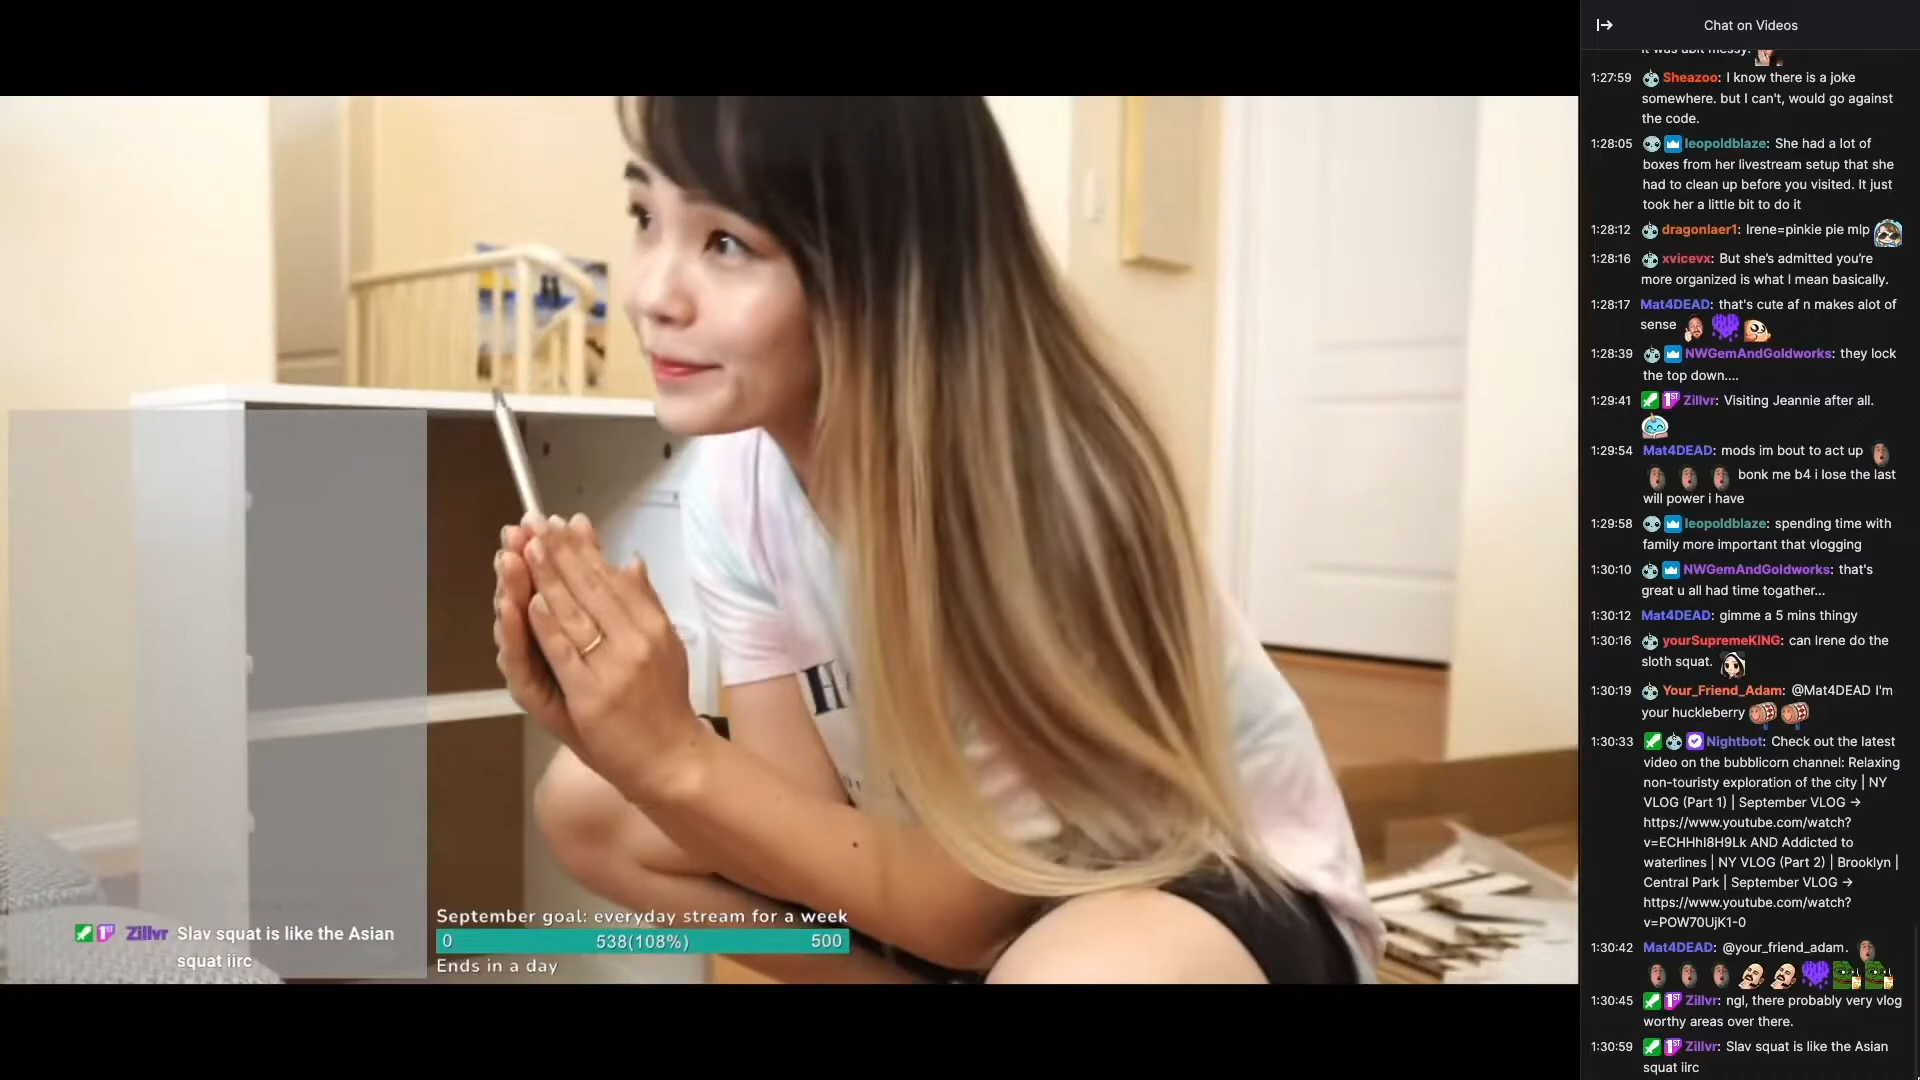 Chat on Videos
it was abit messy.
1:27:59 Sheazoo: I know there is a joke
somewhere. but I can't, would go against
the code.
1:28:05 leopoldblaze: She had a lot of
boxes from her livestream setup that she
had to clean up before you visited. It just
took her a little bit to do it
1:28:12 dragonlaer1: Irene=pinkie pie mlp
1:28:16 xvicevx: But she’s admitted you’re
more organized is what I mean basically.
1:28:17 Mat4DEAD: that's cute af n makes alot of
sense
1:28:39 NWGemAndGoldworks: they lock
the top down....
1:29:41 1ST Zillvr: Visiting Jeannie after all.
1:29:54 Mat4DEAD: mods im bout to act up
bonk me b4 i lose the last
will power i have
1:29:58 leopoldblaze: spending time with
family more important that vlogging
1:30:10 NWGemAndGoldworks: that's
great u all had time togather...
1:30:12 Mat4DEAD: gimme a 5 mins thingy
1:30:16 yourSupremeKING: can Irene do the
sloth squat.
1:30:19 Your_Friend_Adam: @Mat4DEAD I'm
your huckleberry
1:30:33 Nightbot: Check out the latest
video on the bubblicorn channel: Relaxing
non-touristy exploration of the city | NY
VLOG (Part 1) | September VLOG →
https://www.youtube.com/watch?
v=ECHHhI8H9Lk AND Addicted to
waterlines | NY VLOG (Part 2) | Brooklyn |
Central Park | September VLOG →
https://www.youtube.com/watch?
v=POW70UjK1-0
1:30:42 Mat4DEAD: @your_friend_adam.
1:30:45 1ST Zillvr: ngl, there probably very vlog
worthy areas over there.
1:30:59 1ST Zillvr: Slav squat is like the Asian
squat iirc
H
1ST Zillvr Slav squat is like the Asian
squat iirc
September goal: everyday stream for a week
0 538(108%) 500
Ends in a day